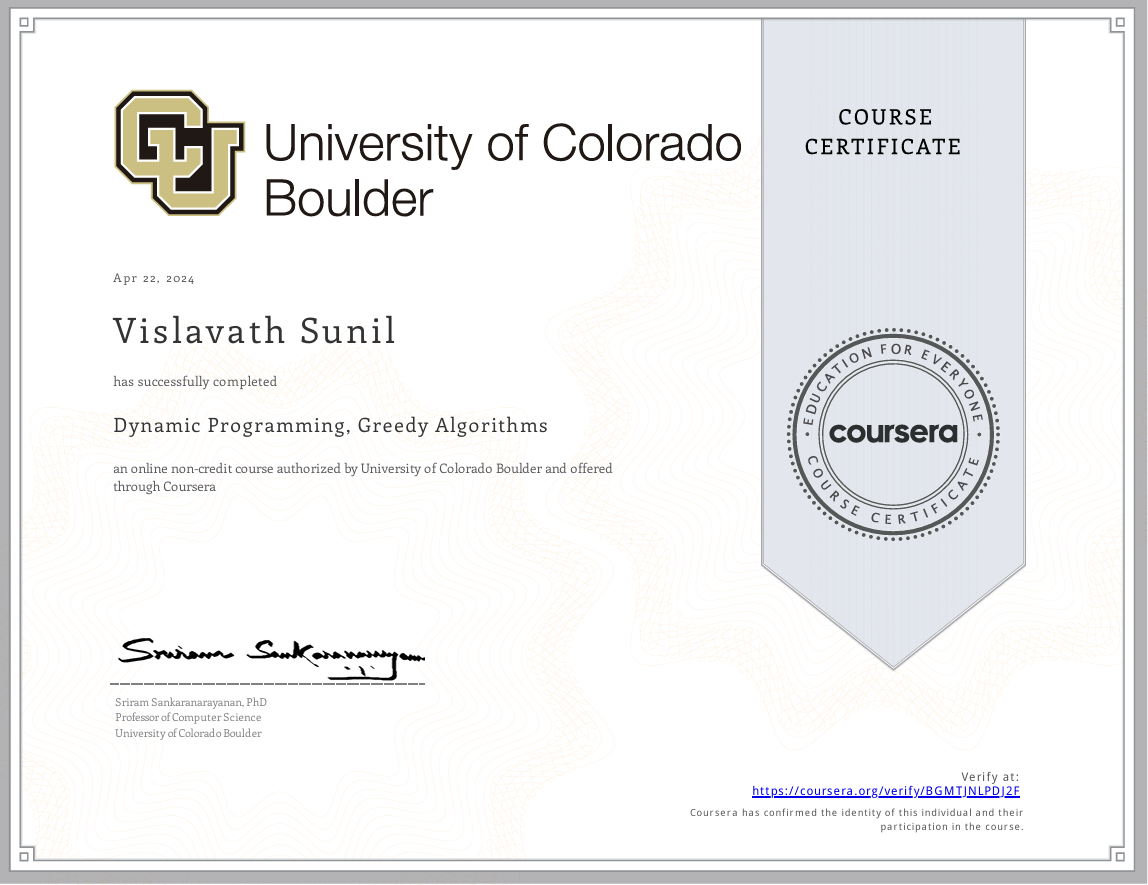 CU
University of Colorado
Boulder
COURSE
CERTIFICATE
Apr 22, 2024
Vislavath Sunil
has successfully completed
Dynamic Programming, Greedy Algorithms
an online non-credit course authorized by University of Colorado Boulder and offered
through Coursera
EDUCATION FOR EVERYONE
coursera
COURSE CERTIFICATE
Sriram Sankaranarayanan
Sriram Sankaranarayanan, PhD
Professor of Computer Science
University of Colorado Boulder
Verify at:
https://coursera.org/verify/BGMTJNLPDJ2F
Coursera has confirmed the identity of this individual and their
participation in the course.